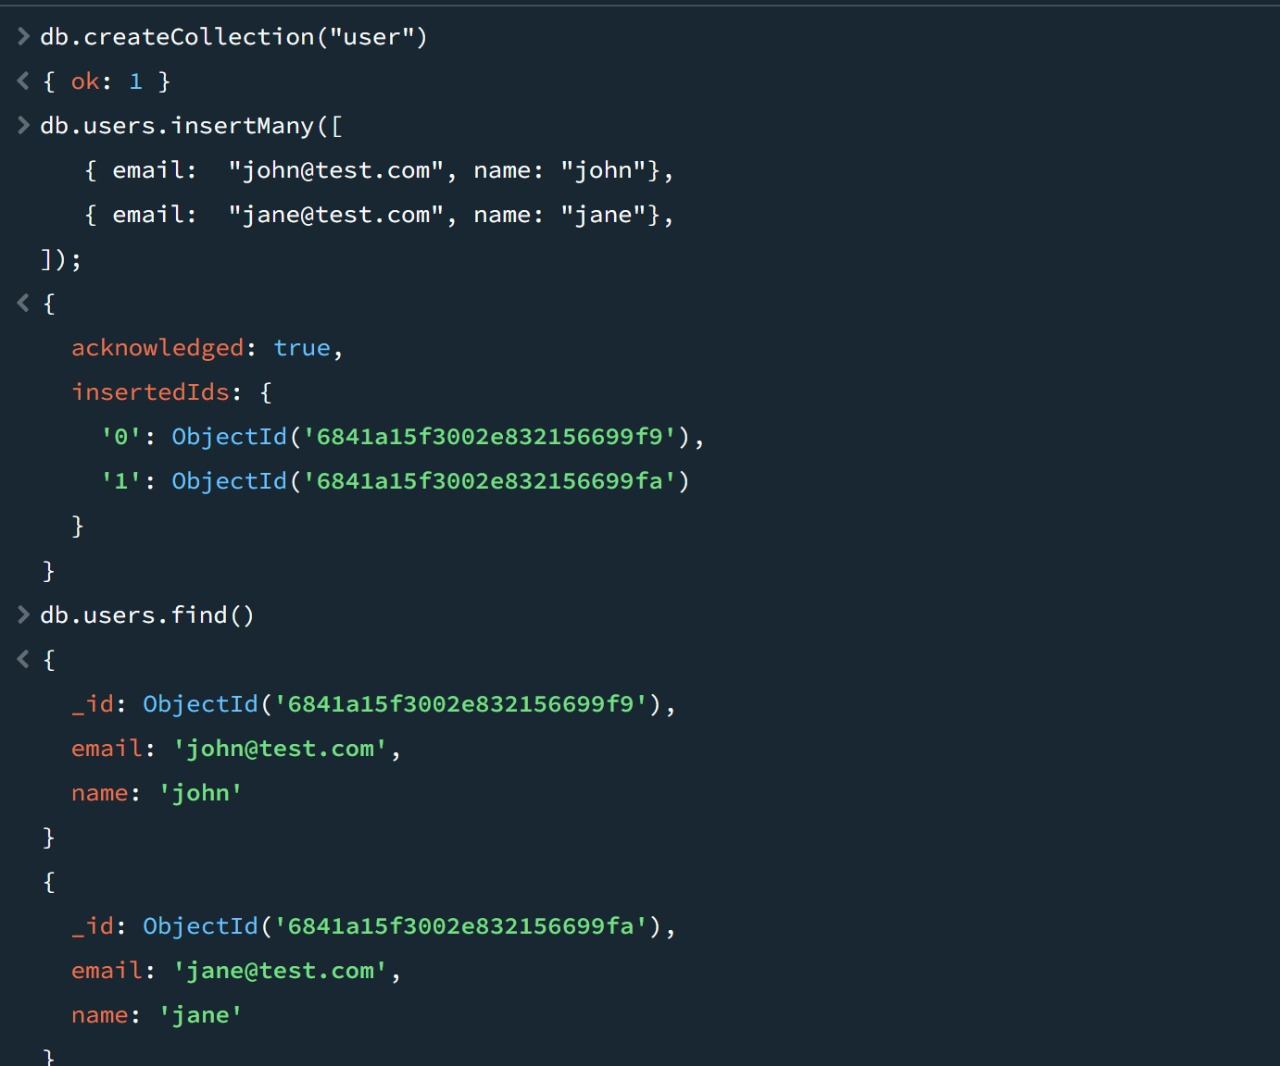 > db.createCollection("user")
< { ok: 1 }
> db.users.insertMany([
{ email:  "john@test.com", name: "john"},
{ email:  "jane@test.com", name: "jane"},
]);
< {
acknowledged: true,
insertedIds: {
'0': ObjectId('6841a15f3002e832156699f9'),
'1': ObjectId('6841a15f3002e832156699fa')
}
}
> db.users.find()
< {
_id: ObjectId('6841a15f3002e832156699f9'),
email: 'john@test.com',
name: 'john'
}
{
_id: ObjectId('6841a15f3002e832156699fa'),
email: 'jane@test.com',
name: 'jane'
}